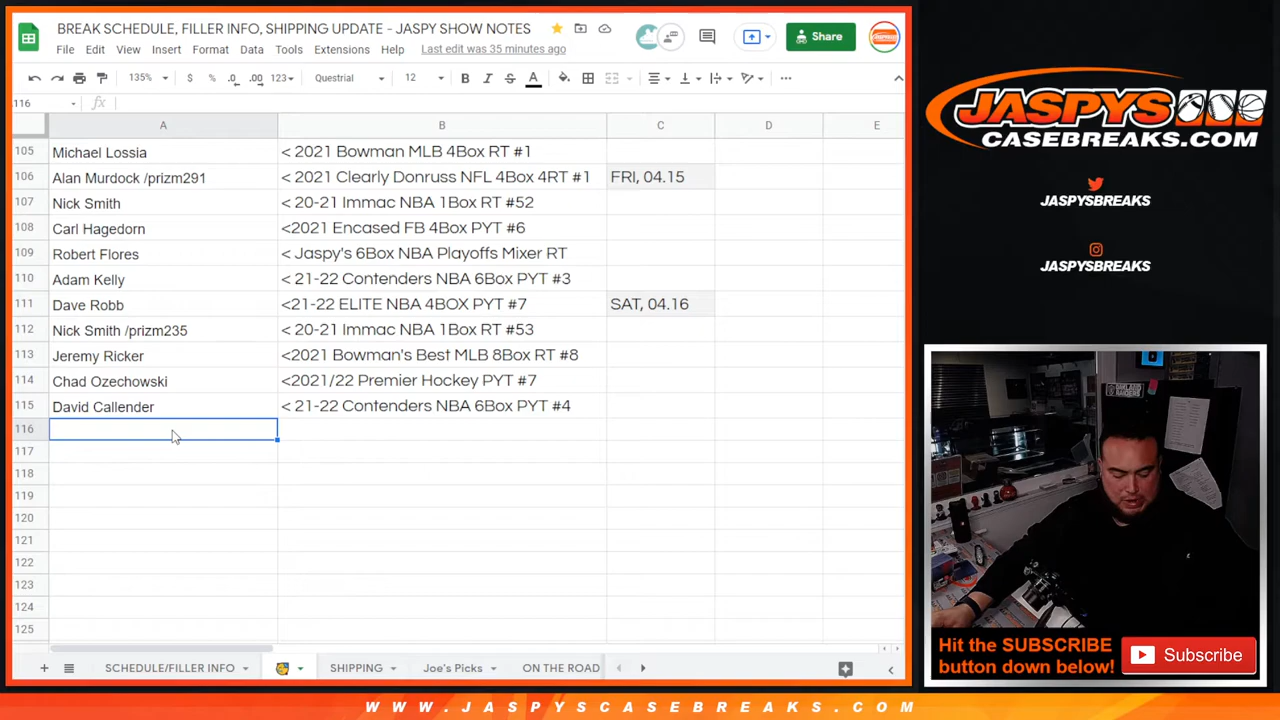 BREAK SCHEDULE, FILLER INFO, SHIPPING UPDATE - JASPY SHOW NOTES
File Edit View Insert Format Data Tools Extensions Help Last edit was 35 minutes ago
Share
135% $ % .0 .00 123 Questrial 12 B I S A
116 fx
A B C D E
105 Michael Lossia < 2021 Bowman MLB 4Box RT #1
106 Alan Murdock /prizm291 < 2021 Clearly Donruss NFL 4Box 4RT #1 FRI, 04.15
107 Nick Smith < 20-21 Immac NBA 1Box RT #52
108 Carl Hagedorn <2021 Encased FB 4Box PYT #6
109 Robert Flores < Jaspy's 6Box NBA Playoffs Mixer RT
110 Adam Kelly < 21-22 Contenders NBA 6Box PYT #3
111 Dave Robb <21-22 ELITE NBA 4BOX PYT #7 SAT, 04.16
112 Nick Smith /prizm235 < 20-21 Immac NBA 1Box RT #53
113 Jeremy Ricker <2021 Bowman's Best MLB 8Box RT #8
114 Chad Ozechowski <2021/22 Premier Hockey PYT #7
115 David Callender < 21-22 Contenders NBA 6Box PYT #4
116
117
118
119
120
121
122
123
124
125
SCHEDULE/FILLER INFO SHIPPING Joe's Picks ON THE ROAD
JASPYS
CASEBREAKS.COM
JASPYSBREAKS
JASPYSBREAKS
Hit the SUBSCRIBE
button down below!
Subscribe
WWW.JASPYSCASEBREAKS.COM